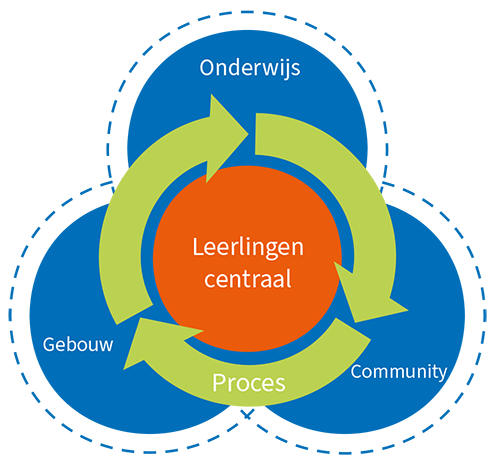 Onderwijs
Leerlingen
centraal
Gebouw
Proces
Community